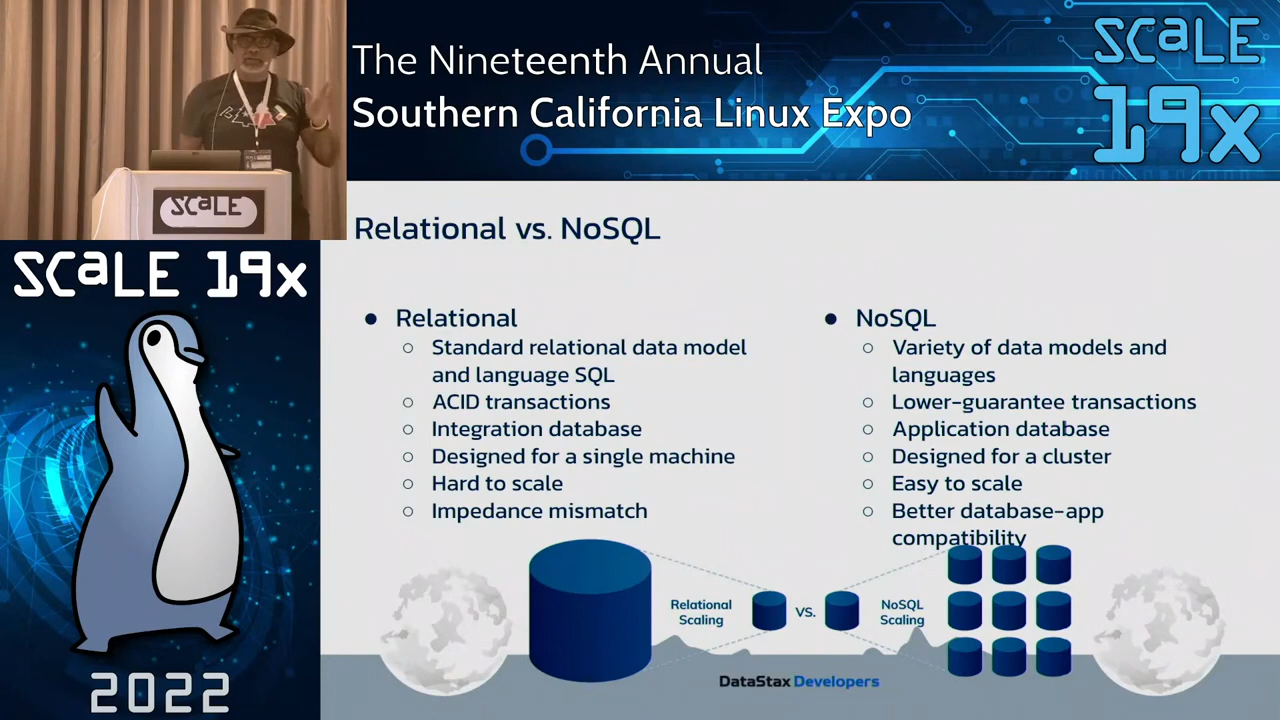 The Nineteenth Annual
Southern California Linux Expo
SCaLE
19x
SCaLE
SCaLE 19x
2022
Relational vs. NoSQL
● Relational
○ Standard relational data model
and language SQL
○ ACID transactions
○ Integration database
○ Designed for a single machine
○ Hard to scale
○ Impedance mismatch
● NoSQL
○ Variety of data models and
languages
○ Lower-guarantee transactions
○ Application database
○ Designed for a cluster
○ Easy to scale
○ Better database-app
compatibility
Relational
Scaling
vs.
NoSQL
Scaling
DataStax Developers